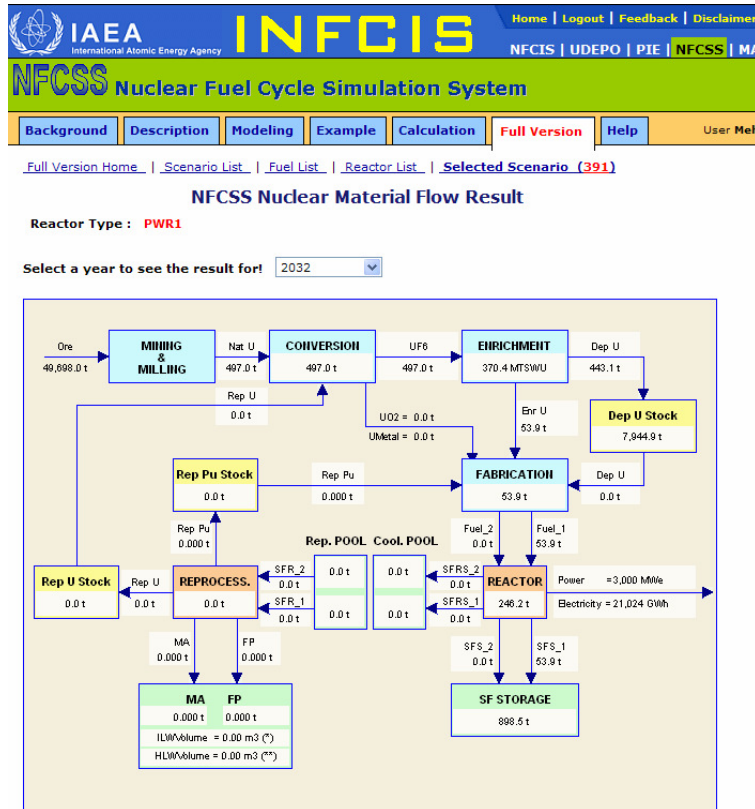 IAEA
International Atomic Energy Agency
INFCIS
Home | Logout | Feedback | Disclaimer
NFCIS | UDEPO | PIE | NFCSS | MA
NFCSS Nuclear Fuel Cycle Simulation System
Background Description Modeling Example Calculation Full Version Help User Meh
Full Version Home | Scenario List | Fuel List | Reactor List | Selected Scenario (391)
NFCSS Nuclear Material Flow Result
Reactor Type : PWR1
Select a year to see the result for! 2032
Ore
49,698.0 t
MINING
&
MILLING
Nat U
497.0 t
CONVERSION
497.0 t
UF6
497.0 t
ENRICHMENT
370.4 MTSWU
Dep U
443.1 t
Rep U
0.0 t
UO2 = 0.0 t
UMetal = 0.0 t
Enr U
53.9 t
Dep U Stock
7,944.9 t
Rep Pu Stock
0.0 t
Rep Pu
0.000 t
FABRICATION
53.9 t
Dep U
0.0 t
Rep Pu
0.000 t
Rep. POOL Cool. POOL
Fuel_2
0.0 t
Fuel_1
53.9 t
Rep U Stock
0.0 t
Rep U
0.0 t
REPROCESS.
0.0 t
SFR_2
0.0 t
SFR_1
0.0 t
0.0 t
0.0 t
0.0 t
0.0 t
SFRS_2
0.0 t
SFRS_1
0.0 t
REACTOR
246.2 t
Power =3,000 MWe
Electricity = 21,024 GWh
MA
0.000 t
FP
0.000 t
SFS_2
0.0 t
SFS_1
53.9 t
MA FP
0.000 t 0.000 t
ILWVolume = 0.00 m3 (*)
HLWVolume = 0.00 m3 (**)
SF STORAGE
898.5 t